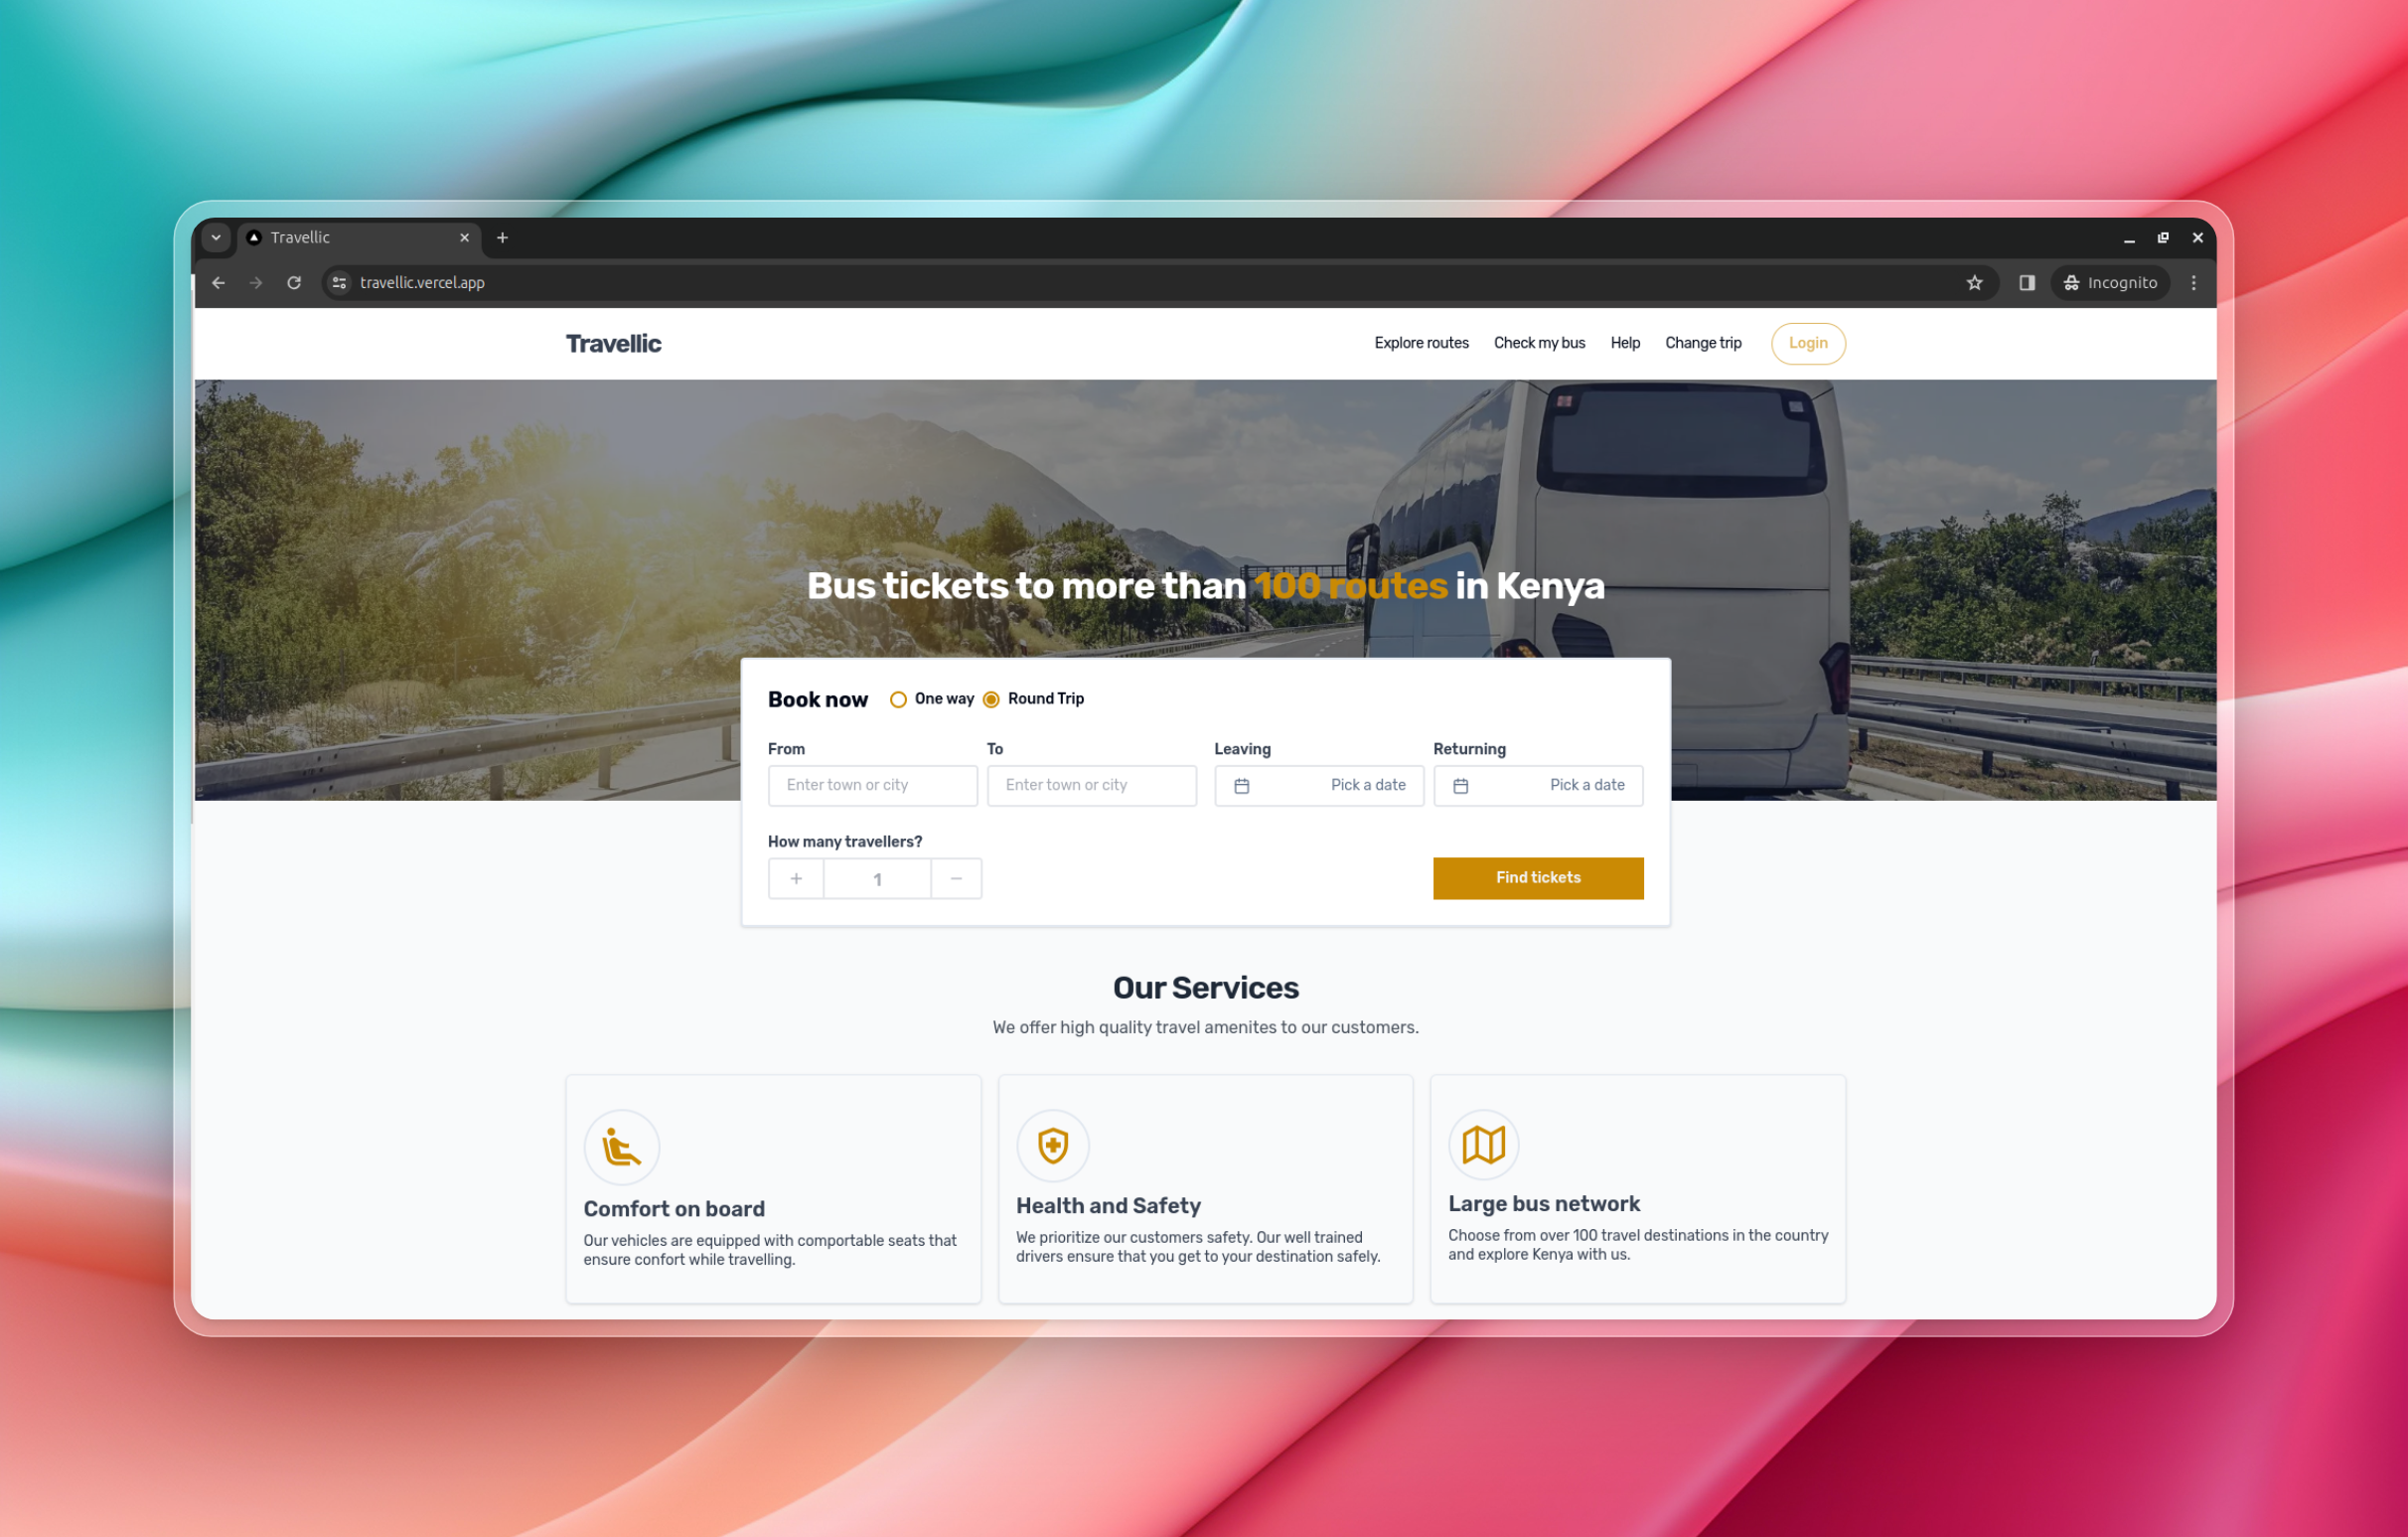 Travellic
travellic.vercel.app
Incognito
Travellic
Explore routes Check my bus Help Change trip Login
Bus tickets to more than 100 routes in Kenya
Book now One way Round Trip
From To Leaving Returning
Enter town or city Enter town or city Pick a date Pick a date
How many travellers?
+ 1 − Find tickets
Our Services
We offer high quality travel amenites to our customers.
Comfort on board
Our vehicles are equipped with comportable seats that
ensure confort while travelling.
Health and Safety
We prioritize our customers safety. Our well trained
drivers ensure that you get to your destination safely.
Large bus network
Choose from over 100 travel destinations in the country
and explore Kenya with us.